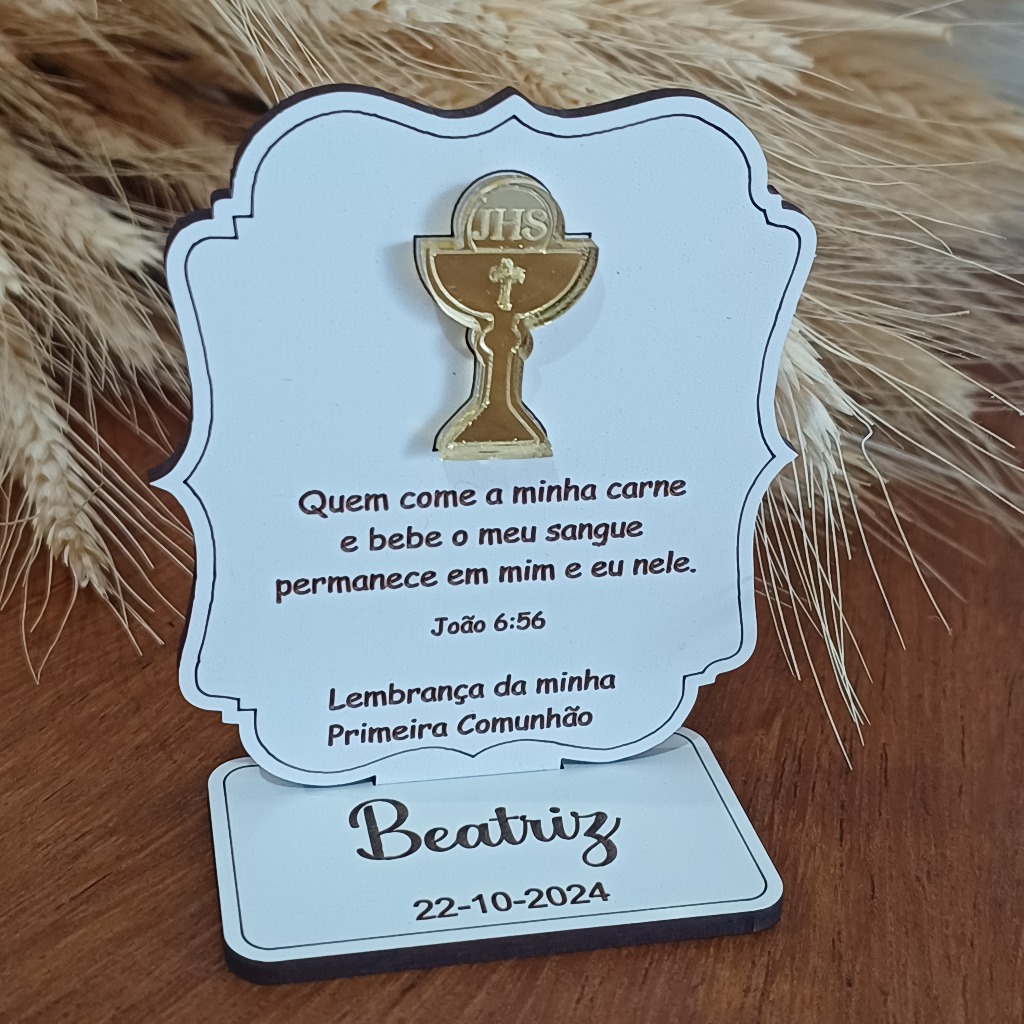 JHS
Quem come a minha carne
e bebe o meu sangue
permanece em mim e eu nele.
João 6:56
Lembrança da minha
Primeira Comunhão
Beatriz
22-10-2024